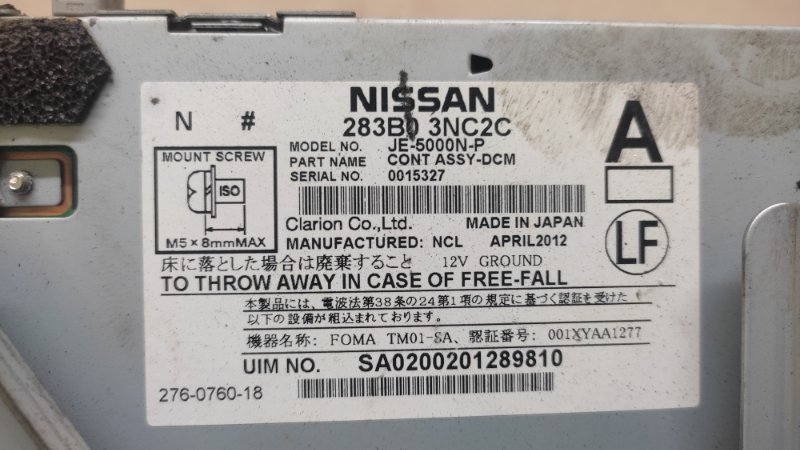 NISSAN
N #
283B0 3NC2C
A
MODEL NO. JE-5000N-P
PART NAME CONT ASSY-DCM
SERIAL NO. 0015327
MOUNT SCREW
ISO
M5×8mmMAX
Clarion Co.,Ltd. MADE IN JAPAN
MANUFACTURED: NCL APRIL2012
LF
床に落とした場合は廃棄すること 12V GROUND
TO THROW AWAY IN CASE OF FREE-FALL
本製品には、電波法第38条の24第1項の規定に基づく認証を受けた
以下の設備が組込まれております。
機器名称: FOMA TM01-SA、認証番号: 001XYAA1277
UIM NO. SA0200201289810
276-0760-18